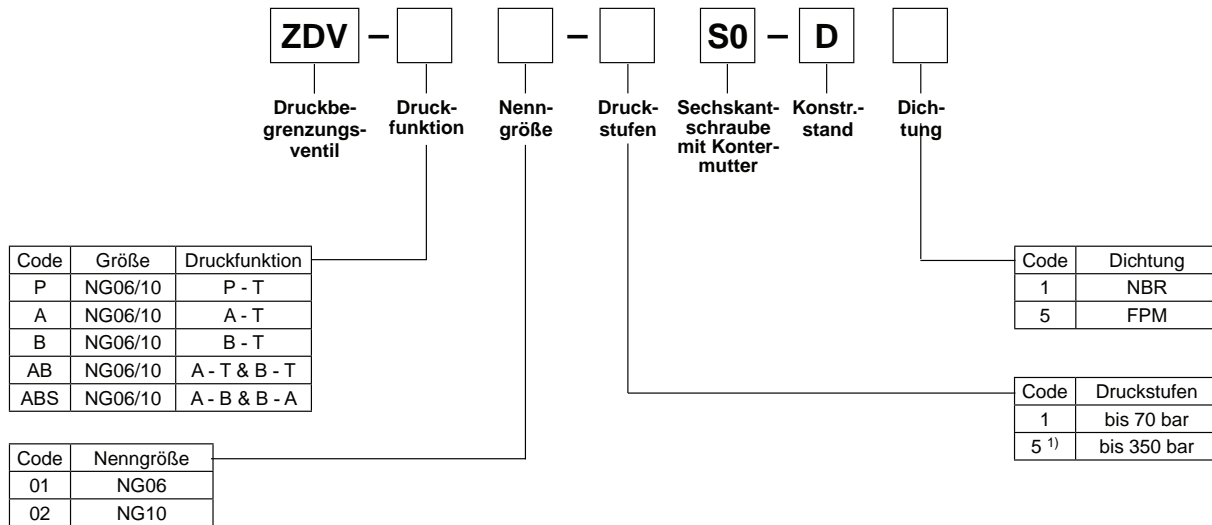 ZDV – – S0 – D
Druckbe-
grenzungs-
ventil
Druck-
funktion
Nenn-
größe
Druck-
stufen
Sechskant-
schraube
mit Konter-
mutter
Konstr.-
stand
Dich-
tung
Code Größe Druckfunktion
P NG06/10 P - T
A NG06/10 A - T
B NG06/10 B - T
AB NG06/10 A - T & B - T
ABS NG06/10 A - B & B - A
Code Nenngröße
01 NG06
02 NG10
Code Dichtung
1 NBR
5 FPM
Code Druckstufen
1 bis 70 bar
5 1) bis 350 bar